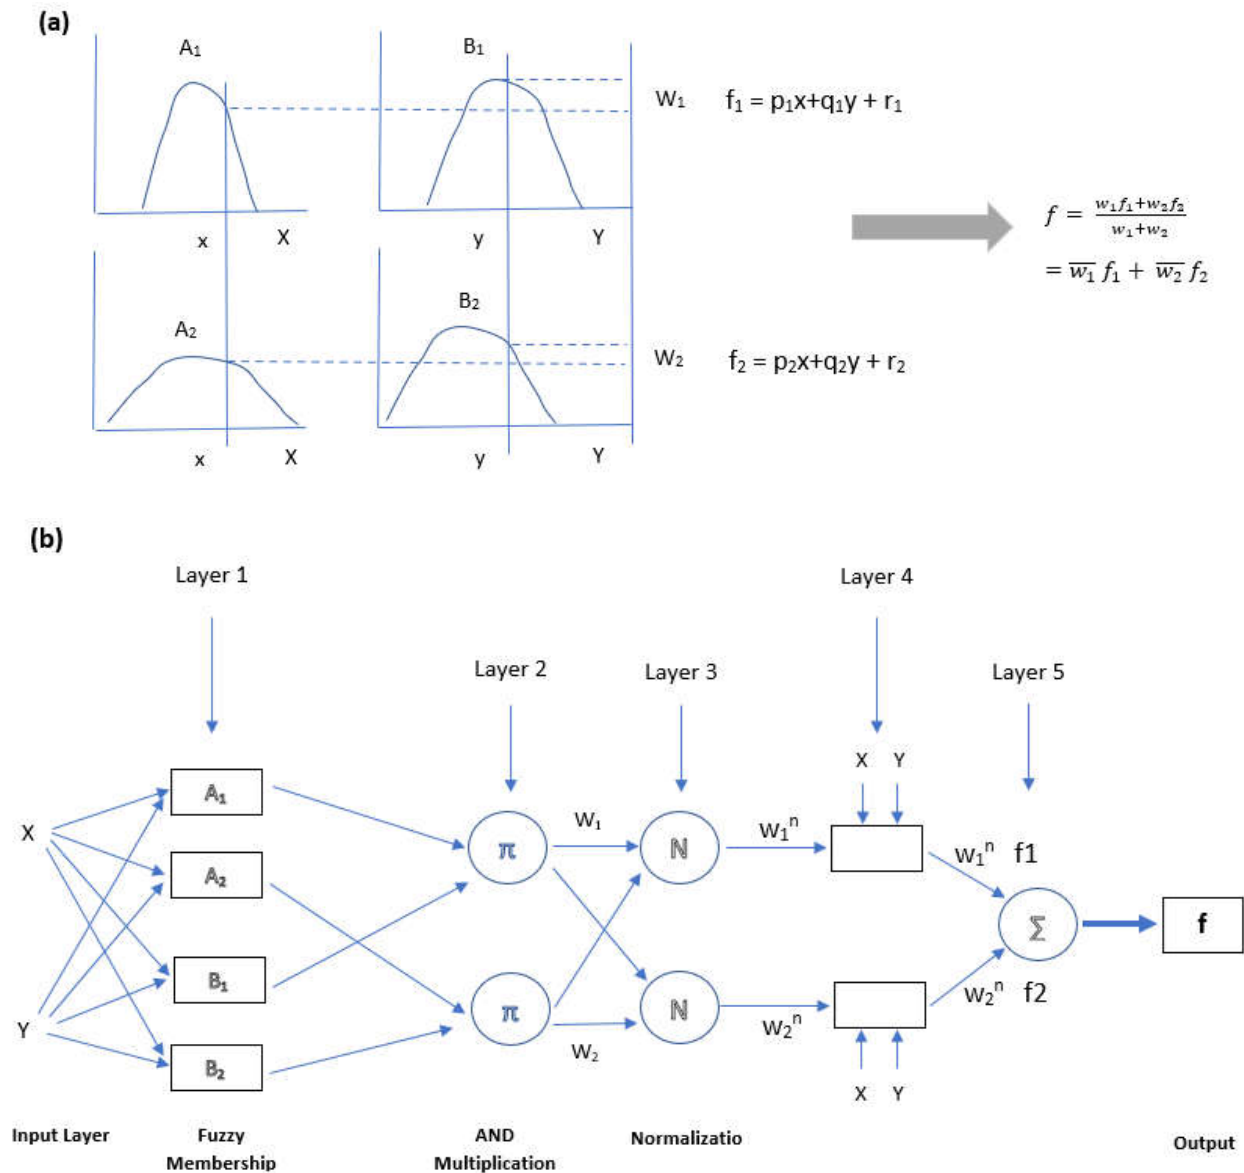 (a)
A₁
B₁
W₁ f₁ = p₁x+q₁y + r₁
x X y Y
f = w₁f₁+w₂f₂ / w₁+w₂
= w̅₁ f₁ + w̅₂ f₂
A₂
B₂
W₂ f₂ = p₂x+q₂y + r₂
x X y Y
(b)
Layer 1
Layer 4
Layer 2
Layer 3
Layer 5
X Y
A₁
X
π
W₁
N
W₁ⁿ
W₁ⁿ f1
A₂
Σ
f
B₁
Y
π
W₂
N
W₂ⁿ
W₂ⁿ f2
B₂
X Y
Input Layer
Fuzzy
Membership
AND
Multiplication
Normalizatio
Output